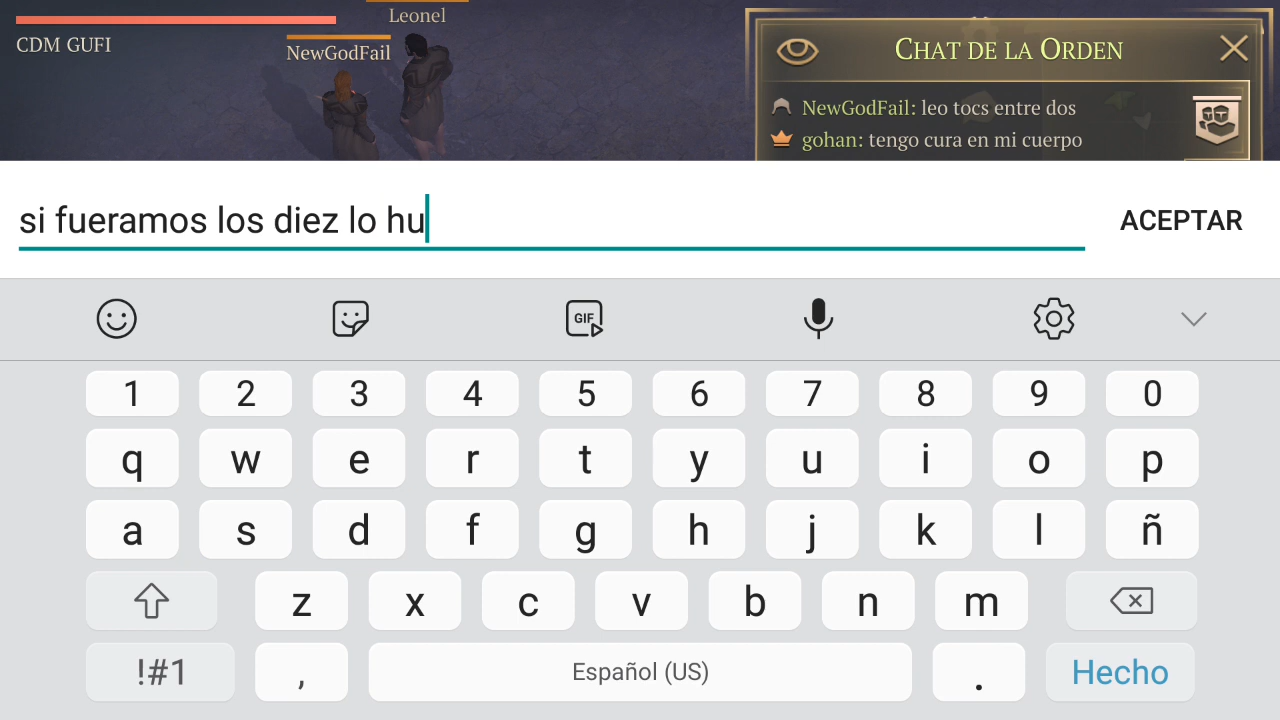 Leonel
CDM GUFI
NewGodFail
CHAT DE LA ORDEN
NewGodFail: leo tocs entre dos
gohan: tengo cura en mi cuerpo
si fueramos los diez lo hu
ACEPTAR
GIF
1 2 3 4 5 6 7 8 9 0
q w e r t y u i o p
a s d f g h j k l ñ
z x c v b n m
!#1 , Español (US) . Hecho